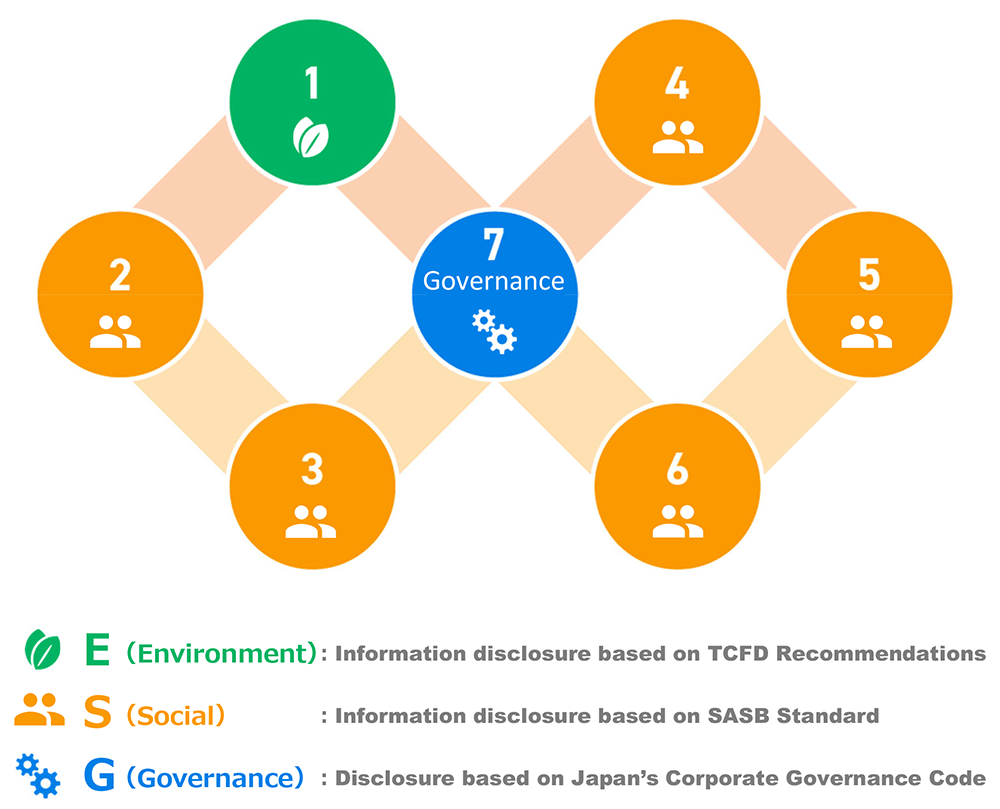 1
4
2
7
Governance
5
3
6
E (Environment) : Information disclosure based on TCFD Recommendations
S (Social) : Information disclosure based on SASB Standard
G (Governance) : Disclosure based on Japan’s Corporate Governance Code